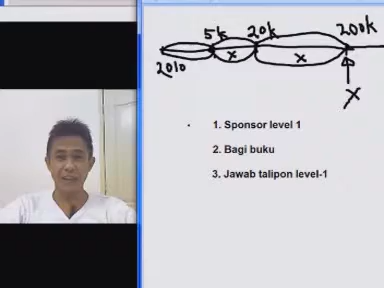 5k 20k 200k
x x
2010
X
1. Sponsor level 1
2. Bagi buku
3. Jawab talipon level-1